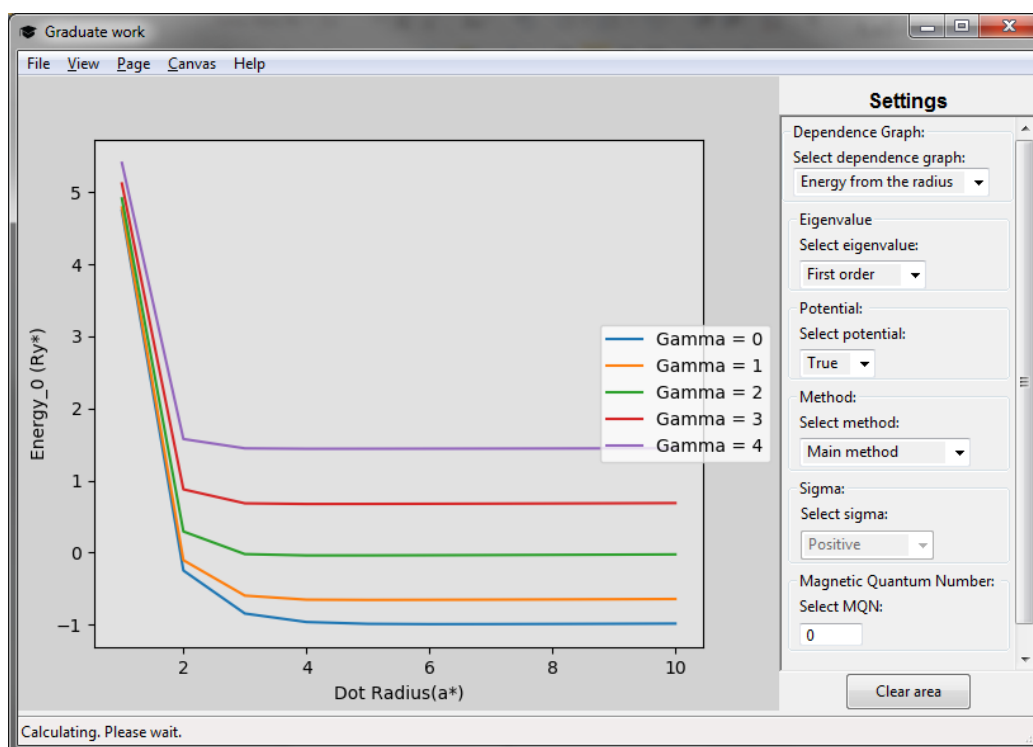 Graduate work
File View Page Canvas Help
Settings
Dependence Graph:
Select dependence graph:
Energy from the radius
Eigenvalue
Select eigenvalue:
First order
Potential:
Select potential:
True
Method:
Select method:
Main method
Sigma:
Select sigma:
Positive
Magnetic Quantum Number:
Select MQN:
0
Clear area
Energy_0 (Ry*)
5
4
3
2
1
0
−1
Gamma = 0
Gamma = 1
Gamma = 2
Gamma = 3
Gamma = 4
2 4 6 8 10
Dot Radius(a*)
Calculating. Please wait.